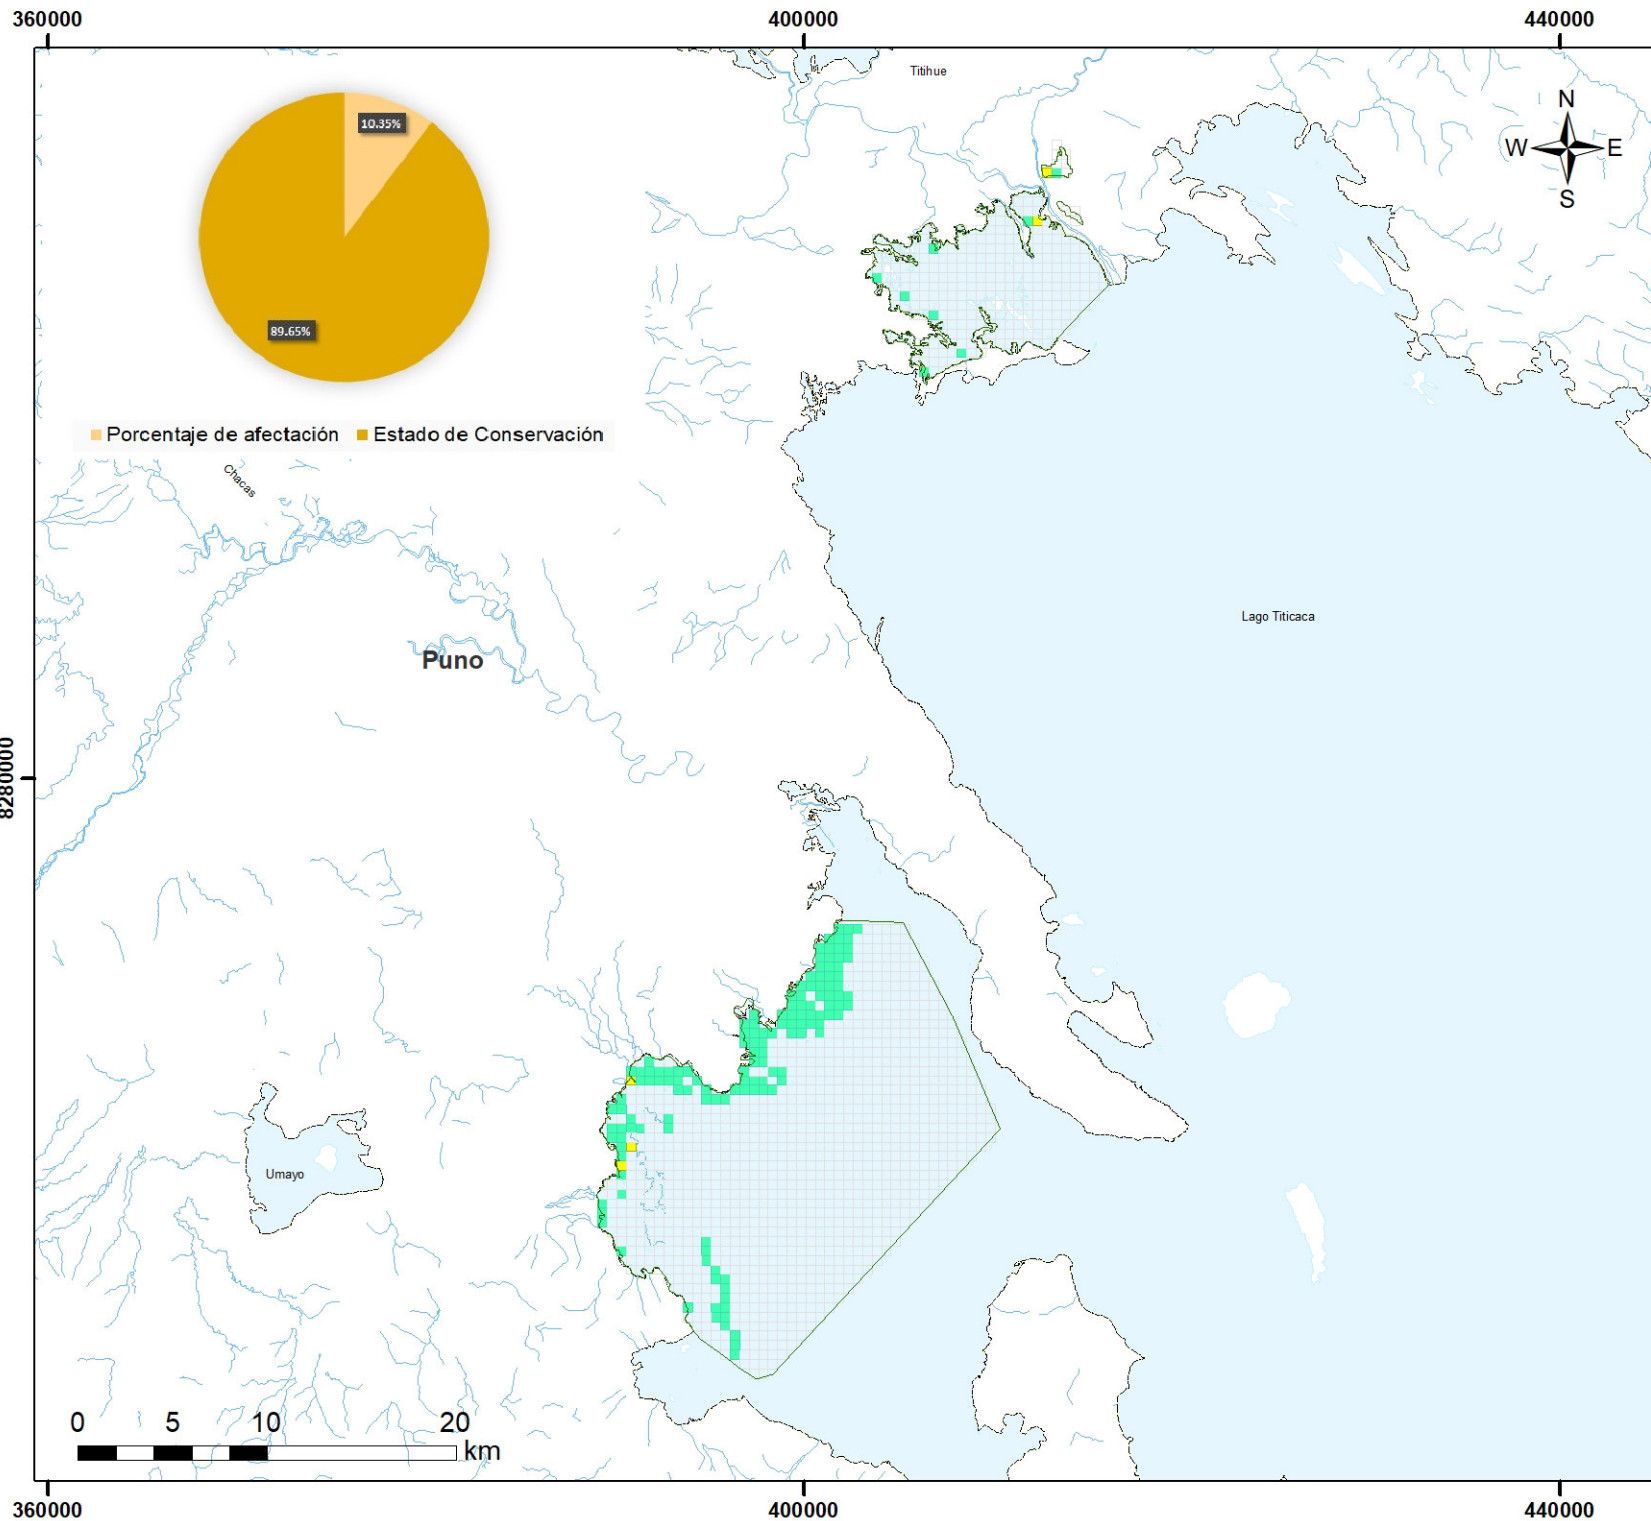 360000 400000 440000
Titihue
N
W E
S
10.35%
89.65%
Porcentaje de afectación Estado de Conservación
Chacas
Lago Titicaca
Puno
8280000
Umayo
0 5 10 20
km
360000 400000 440000